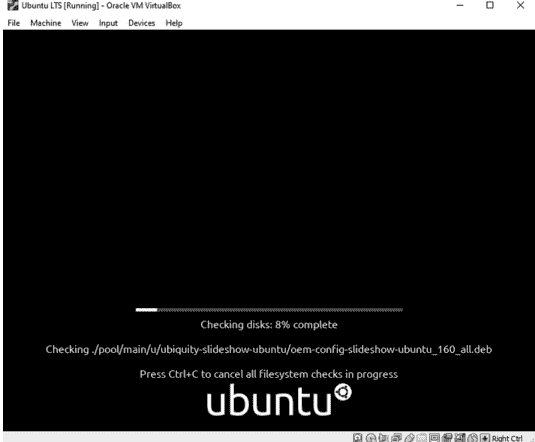 Ubuntu LTS [Running] - Oracle VM VirtualBox
File Machine View Input Devices Help
Checking disks: 8% complete
Checking ./pool/main/u/ubiquity-slideshow-ubuntu/oem-config-slideshow-ubuntu_160_all.deb
Press Ctrl+C to cancel all filesystem checks in progress
ubuntu
Right Ctrl